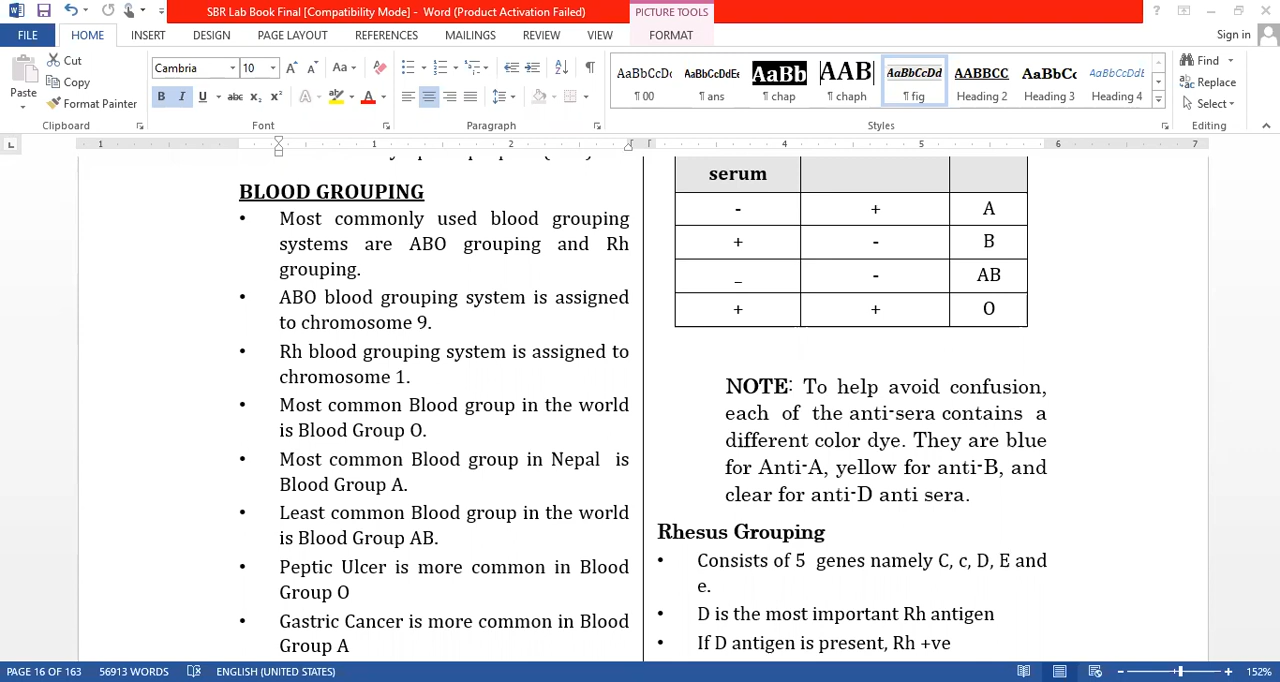 SBR Lab Book Final [Compatibility Mode] - Word (Product Activation Failed)
PICTURE TOOLS
FILE HOME INSERT DESIGN PAGE LAYOUT REFERENCES MAILINGS REVIEW VIEW FORMAT Sign in
Paste
Cut
Copy
Format Painter
Clipboard
Cambria 10
Font
Paragraph
AaBbCcDc AaBbCcDdEe AaBb AAB AaBbCcDd AABBCC AaBbCc AaBbCcDdE
¶ 00 ¶ ans ¶ chap ¶ chaph ¶ fig Heading 2 Heading 3 Heading 4
Styles
Find
Replace
Select
Editing
1 1 2 4 5 6 7
BLOOD GROUPING
• Most commonly used blood grouping
systems are ABO grouping and Rh
grouping.
• ABO blood grouping system is assigned
to chromosome 9.
• Rh blood grouping system is assigned to
chromosome 1.
• Most common Blood group in the world
is Blood Group O.
• Most common Blood group in Nepal is
Blood Group A.
• Least common Blood group in the world
is Blood Group AB.
• Peptic Ulcer is more common in Blood
Group O
• Gastric Cancer is more common in Blood
Group A
serum
- + A
+ - B
_ - AB
+ + O
NOTE: To help avoid confusion,
each of the anti-sera contains a
different color dye. They are blue
for Anti-A, yellow for anti-B, and
clear for anti-D anti sera.
Rhesus Grouping
• Consists of 5 genes namely C, c, D, E and
e.
• D is the most important Rh antigen
• If D antigen is present, Rh +ve
PAGE 16 OF 163 56913 WORDS ENGLISH (UNITED STATES) 152%